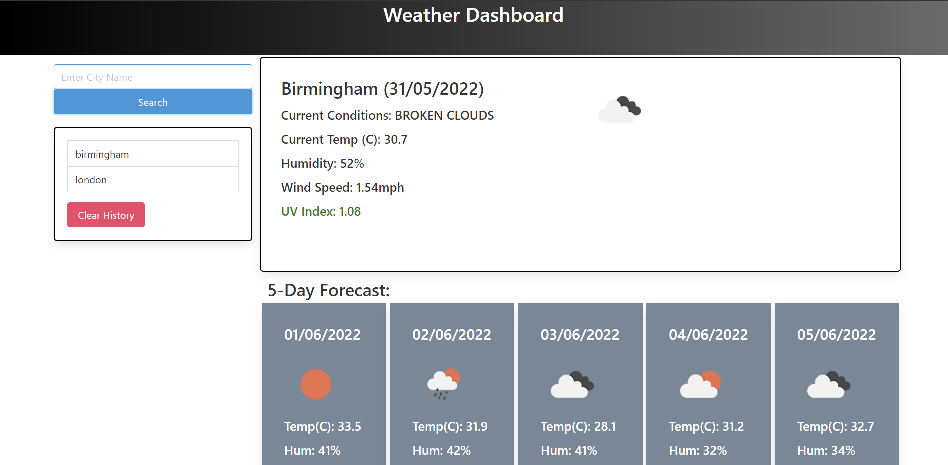 Weather Dashboard
Enter City Name
Search
birmingham
london
Clear History
Birmingham (31/05/2022)
Current Conditions: BROKEN CLOUDS
Current Temp (C): 30.7
Humidity: 52%
Wind Speed: 1.54mph
UV Index: 1.08
5-Day Forecast:
01/06/2022 02/06/2022 03/06/2022 04/06/2022 05/06/2022
Temp(C): 33.5 Temp(C): 31.9 Temp(C): 28.1 Temp(C): 31.2 Temp(C): 32.7
Hum: 41% Hum: 42% Hum: 41% Hum: 32% Hum: 34%